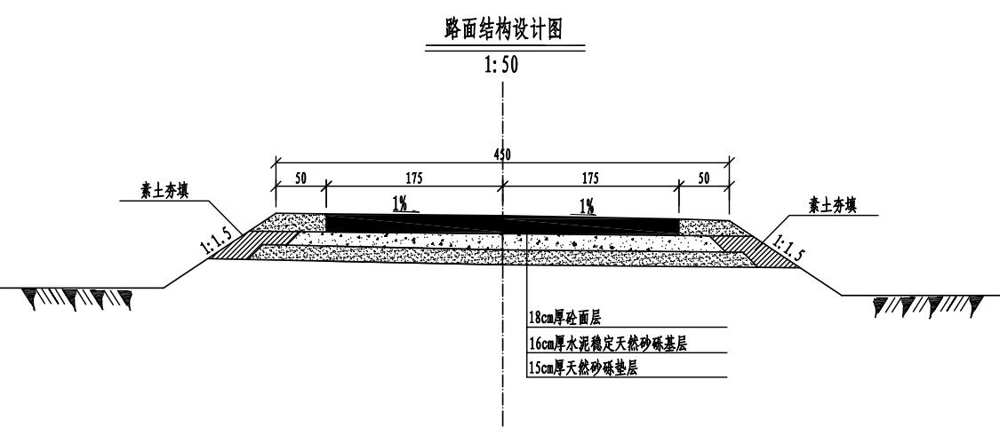 路面结构设计图
1:50
450
50 175 175 50
素土夯填 1% 1% 素土夯填
1:1.5 1:1.5
18cm厚砼面层
16cm厚水泥稳定天然砂砾基层
15cm厚天然砂砾垫层